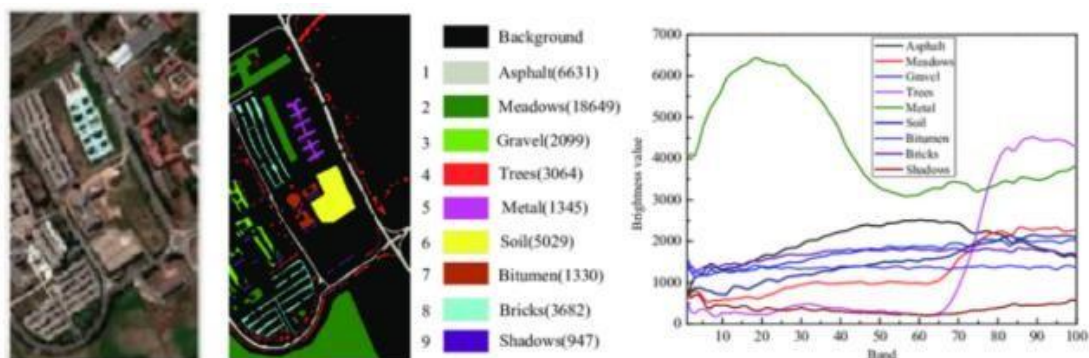 Background
1 Asphalt(6631)
2 Meadows(18649)
3 Gravel(2099)
4 Trees(3064)
5 Metal(1345)
6 Soil(5029)
7 Bitumen(1330)
8 Bricks(3682)
9 Shadows(947)
Brightness value
7000
6000
5000
4000
3000
2000
1000
0
Asphalt
Meadows
Gravel
Trees
Metal
Soil
Bitumen
Bricks
Shadows
10 20 30 40 50 60 70 80 90 100
Band